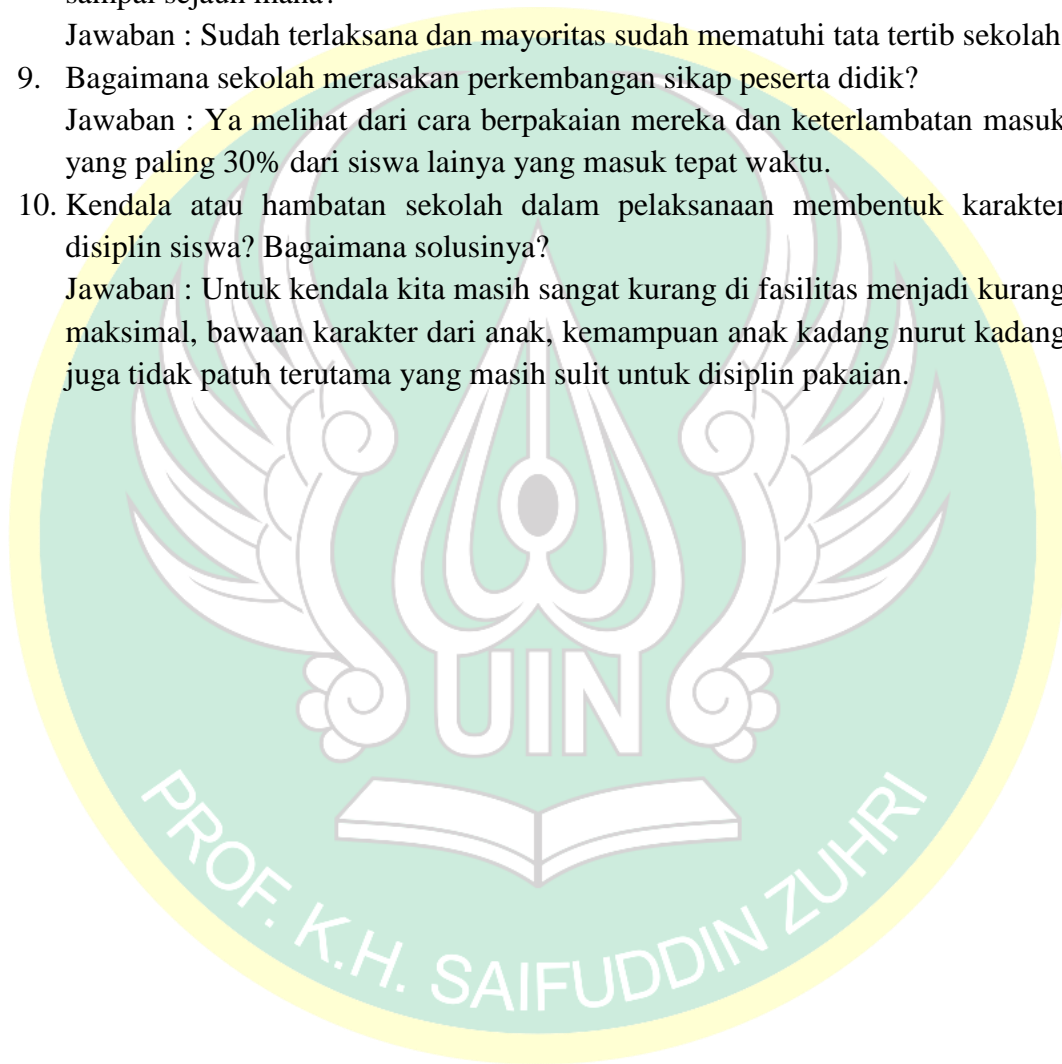 sampai sejauh mana?
Jawaban : Sudah terlaksana dan mayoritas sudah mematuhi tata tertib sekolah
9. Bagaimana sekolah merasakan perkembangan sikap peserta didik?
Jawaban : Ya melihat dari cara berpakaian mereka dan keterlambatan masuk
yang paling 30% dari siswa lainya yang masuk tepat waktu.
10. Kendala atau hambatan sekolah dalam pelaksanaan membentuk karakter
disiplin siswa? Bagaimana solusinya?
Jawaban : Untuk kendala kita masih sangat kurang di fasilitas menjadi kurang
maksimal, bawaan karakter dari anak, kemampuan anak kadang nurut kadang
juga tidak patuh terutama yang masih sulit untuk disiplin pakaian.
UIN
PROF. K.H. SAIFUDDIN ZUHRI